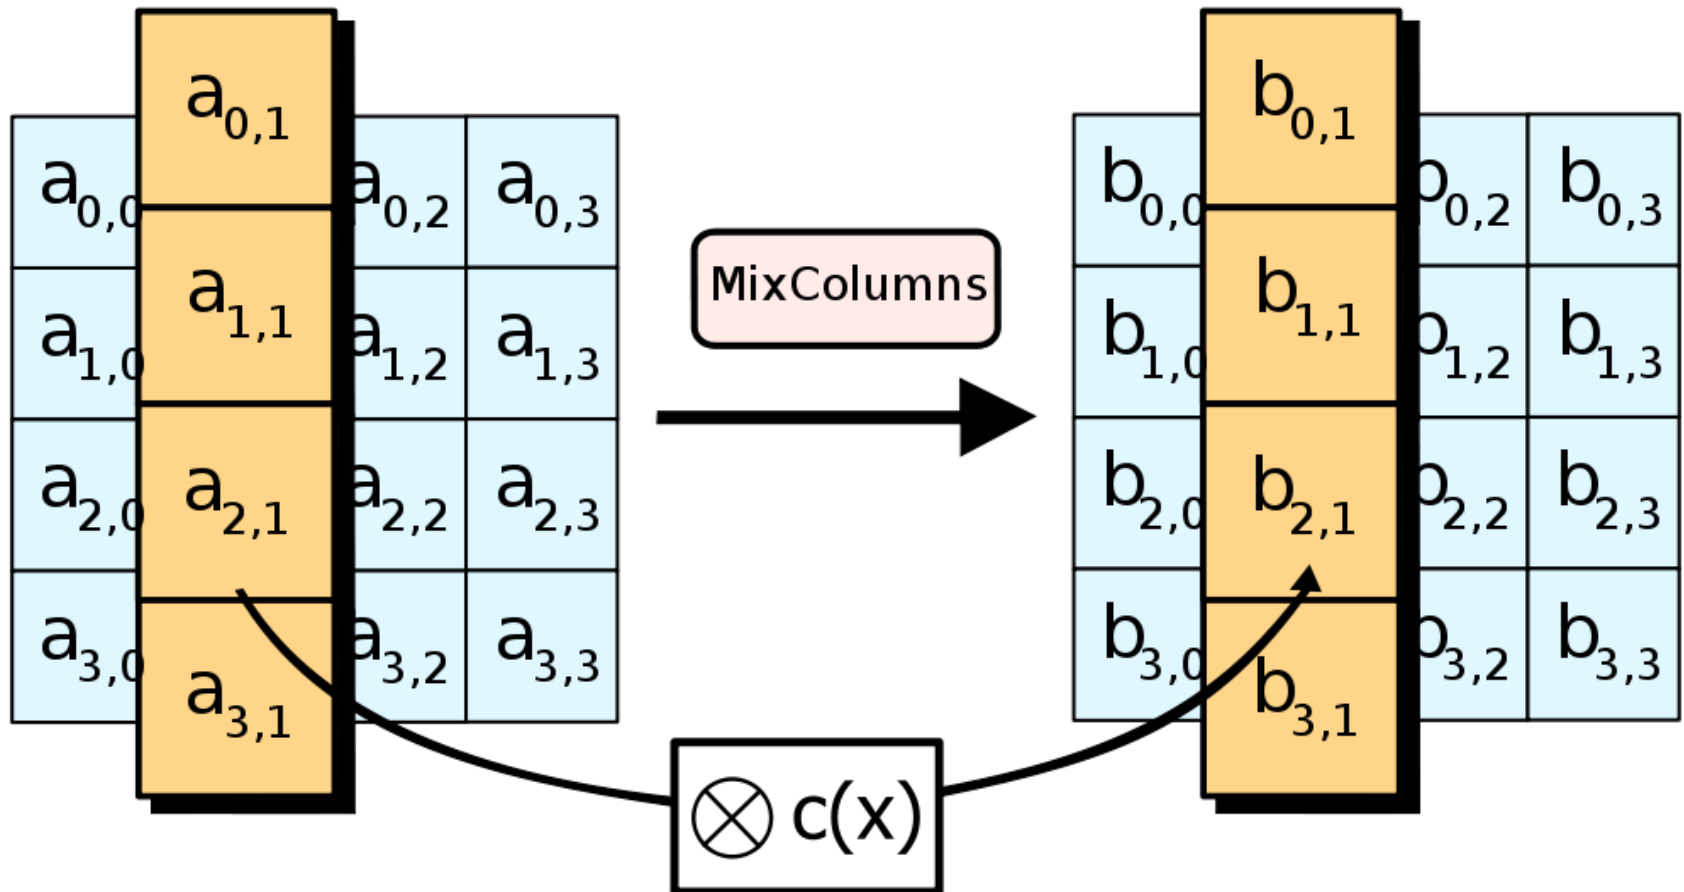 a0,1
a0,0 a0,2 a0,3
a1,1
a1,0 a1,2 a1,3
a2,1
a2,0 a2,2 a2,3
a3,1
a3,0 a3,2 a3,3
MixColumns
⊗ c(x)
b0,1
b0,0 b0,2 b0,3
b1,1
b1,0 b1,2 b1,3
b2,1
b2,0 b2,2 b2,3
b3,1
b3,0 b3,2 b3,3